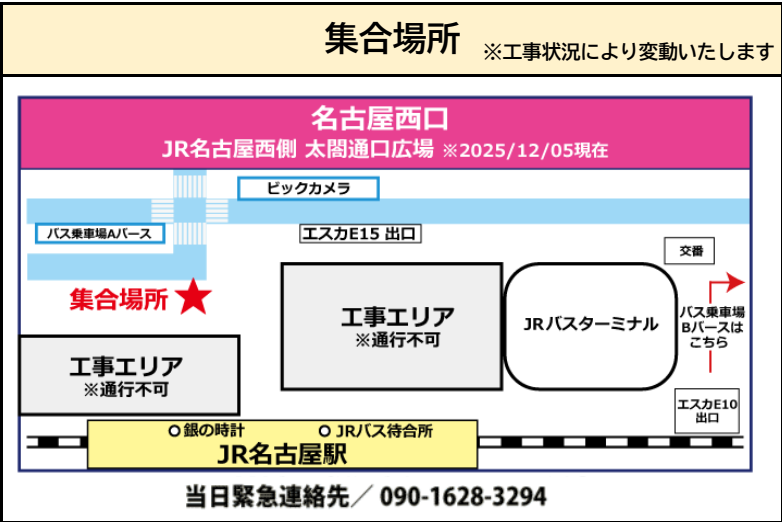 集合場所 ※工事状況により変動いたします
名古屋西口
JR名古屋西側 太閤通口広場 ※2025/12/05現在
ビックカメラ
バス乗車場Aバース
エスカE15 出口
交番
集合場所
工事エリア
※通行不可
JRバスターミナル
バス乗車場
Bバースは
こちら
工事エリア
※通行不可
エスカE10
出口
銀の時計
JRバス待合所
JR名古屋駅
当日緊急連絡先／ 090-1628-3294